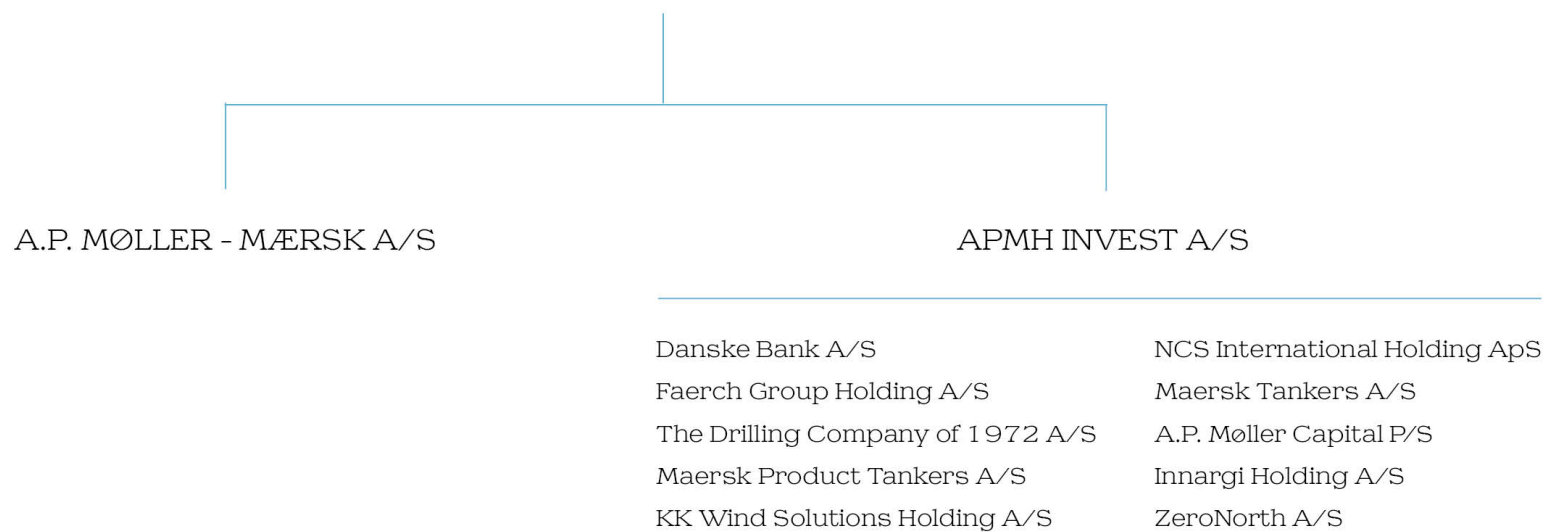 A.P. MØLLER - MÆRSK A/S
APMH INVEST A/S
Danske Bank A/S
Faerch Group Holding A/S
The Drilling Company of 1972 A/S
Maersk Product Tankers A/S
KK Wind Solutions Holding A/S
NCS International Holding ApS
Maersk Tankers A/S
A.P. Møller Capital P/S
Innargi Holding A/S
ZeroNorth A/S